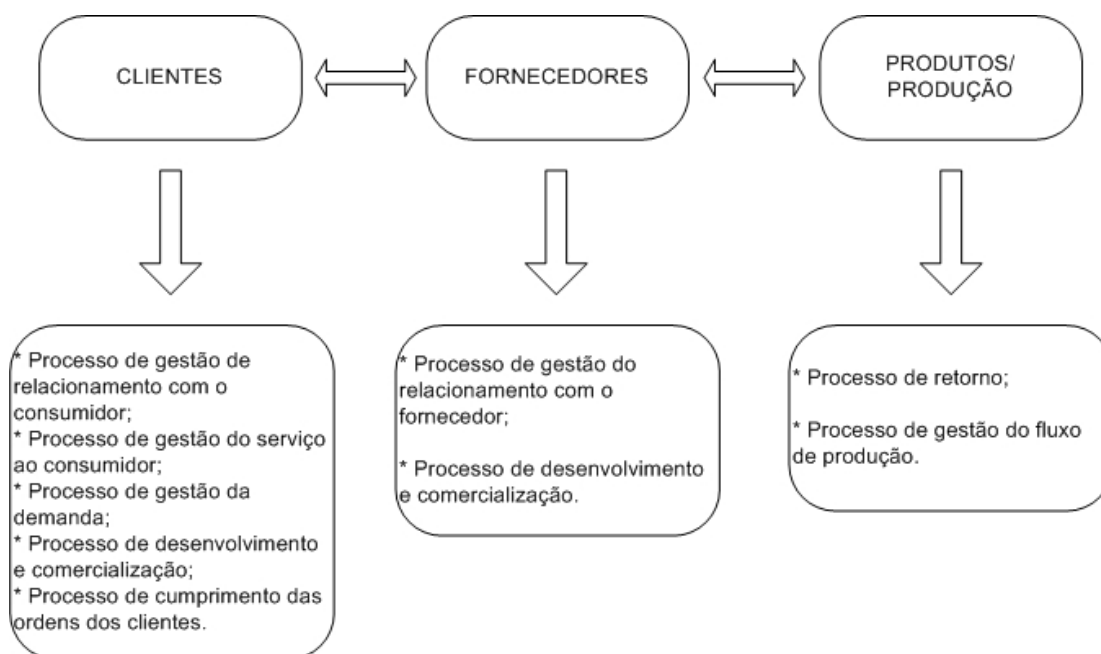 CLIENTES
FORNECEDORES
PRODUTOS/
PRODUÇÃO
* Processo de gestão de
relacionamento com o
consumidor;
* Processo de gestão do serviço
ao consumidor;
* Processo de gestão da
demanda;
* Processo de desenvolvimento
e comercialização;
* Processo de cumprimento das
ordens dos clientes.
* Processo de gestão do
relacionamento com o
fornecedor;
* Processo de desenvolvimento
e comercialização.
* Processo de retorno;
* Processo de gestão do fluxo
de produção.